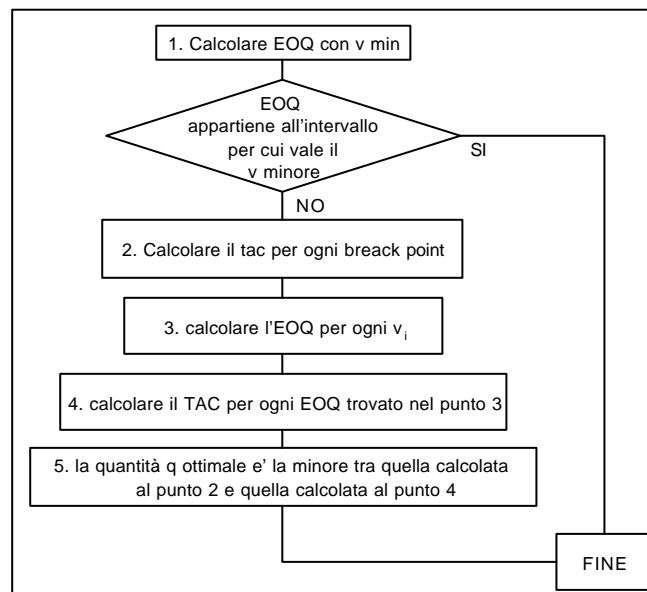 1. Calcolare EOQ con v min
EOQ
appartiene all'intervallo
per cui vale il
v minore
SI
NO
2. Calcolare il tac per ogni breack point
3. calcolare l'EOQ per ogni v i
4. calcolare il TAC per ogni EOQ trovato nel punto 3
5. la quantità q ottimale e' la minore tra quella calcolata
al punto 2 e quella calcolata al punto 4
FINE